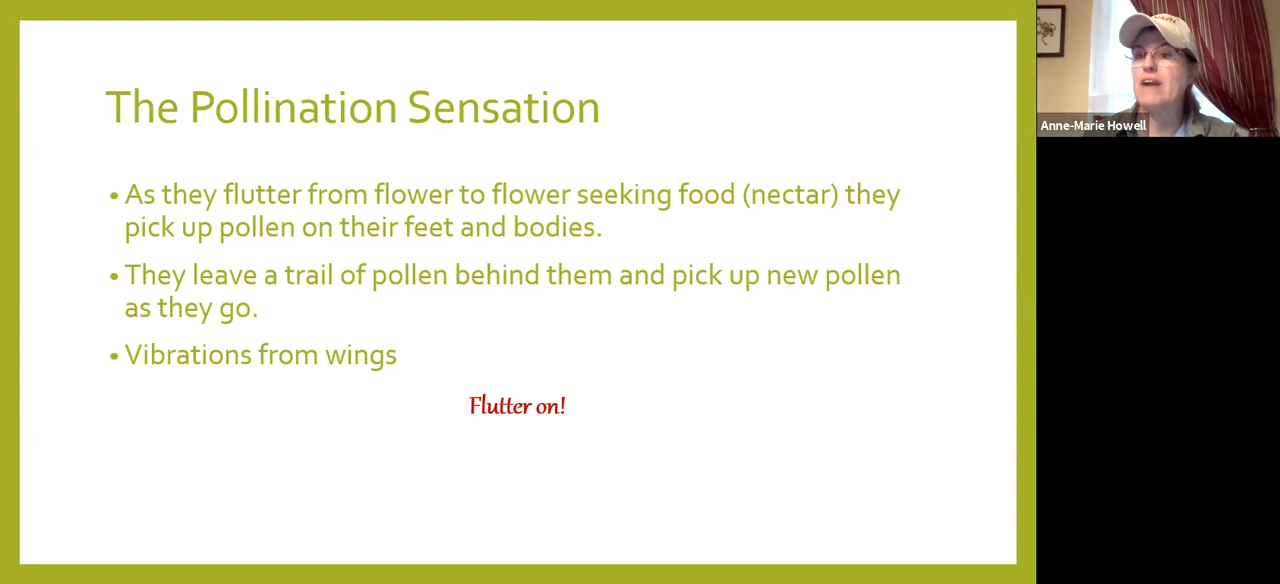 The Pollination Sensation
• As they flutter from flower to flower seeking food (nectar) they
pick up pollen on their feet and bodies.
• They leave a trail of pollen behind them and pick up new pollen
as they go.
• Vibrations from wings
Flutter on!
Anne-Marie Howell